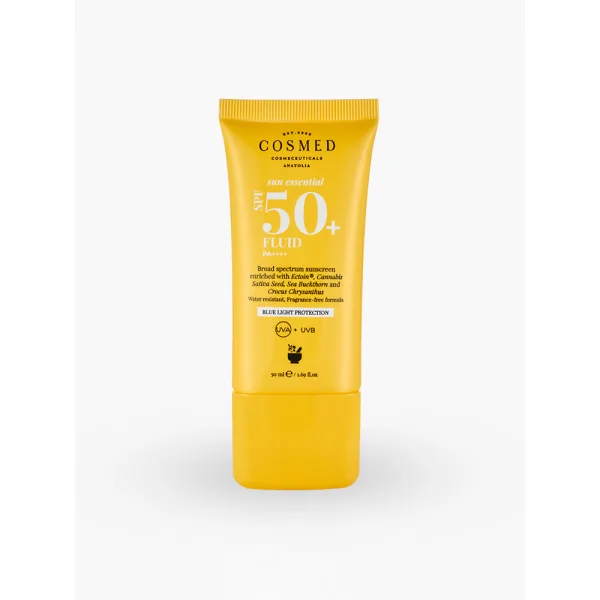 COSMED
COSMECEUTICALS
ANATOLIA
sun essential
SPF
50+
FLUID
PA++++
Broad spectrum sunscreen
enriched with Ectoin®, Cannabis
Sativa Seed, Sea Buckthorn and
Crocus Chrysanthus
Water resistant, Fragrance-free formula
BLUE LIGHT PROTECTION
UVA + UVB
50 ml e / 1.69 fl.oz